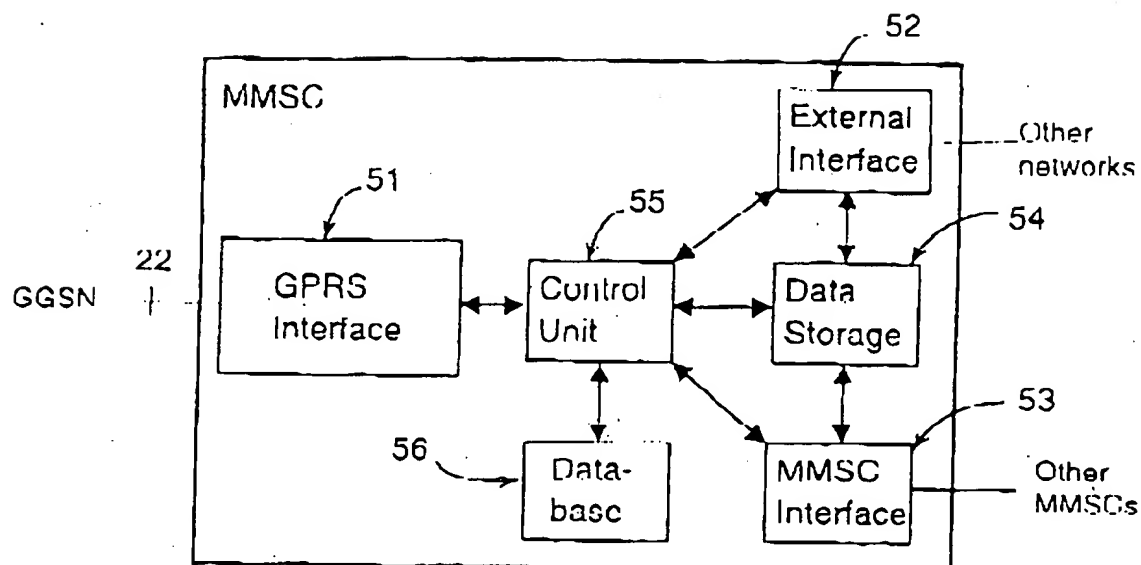 52
MMSC
External
Interface
Other
networks
51
55
54
22
GGSN
GPRS
Interface
Control
Unit
Data
Storage
53
56
Data-
base
MMSC
Interface
Other
MMSCs